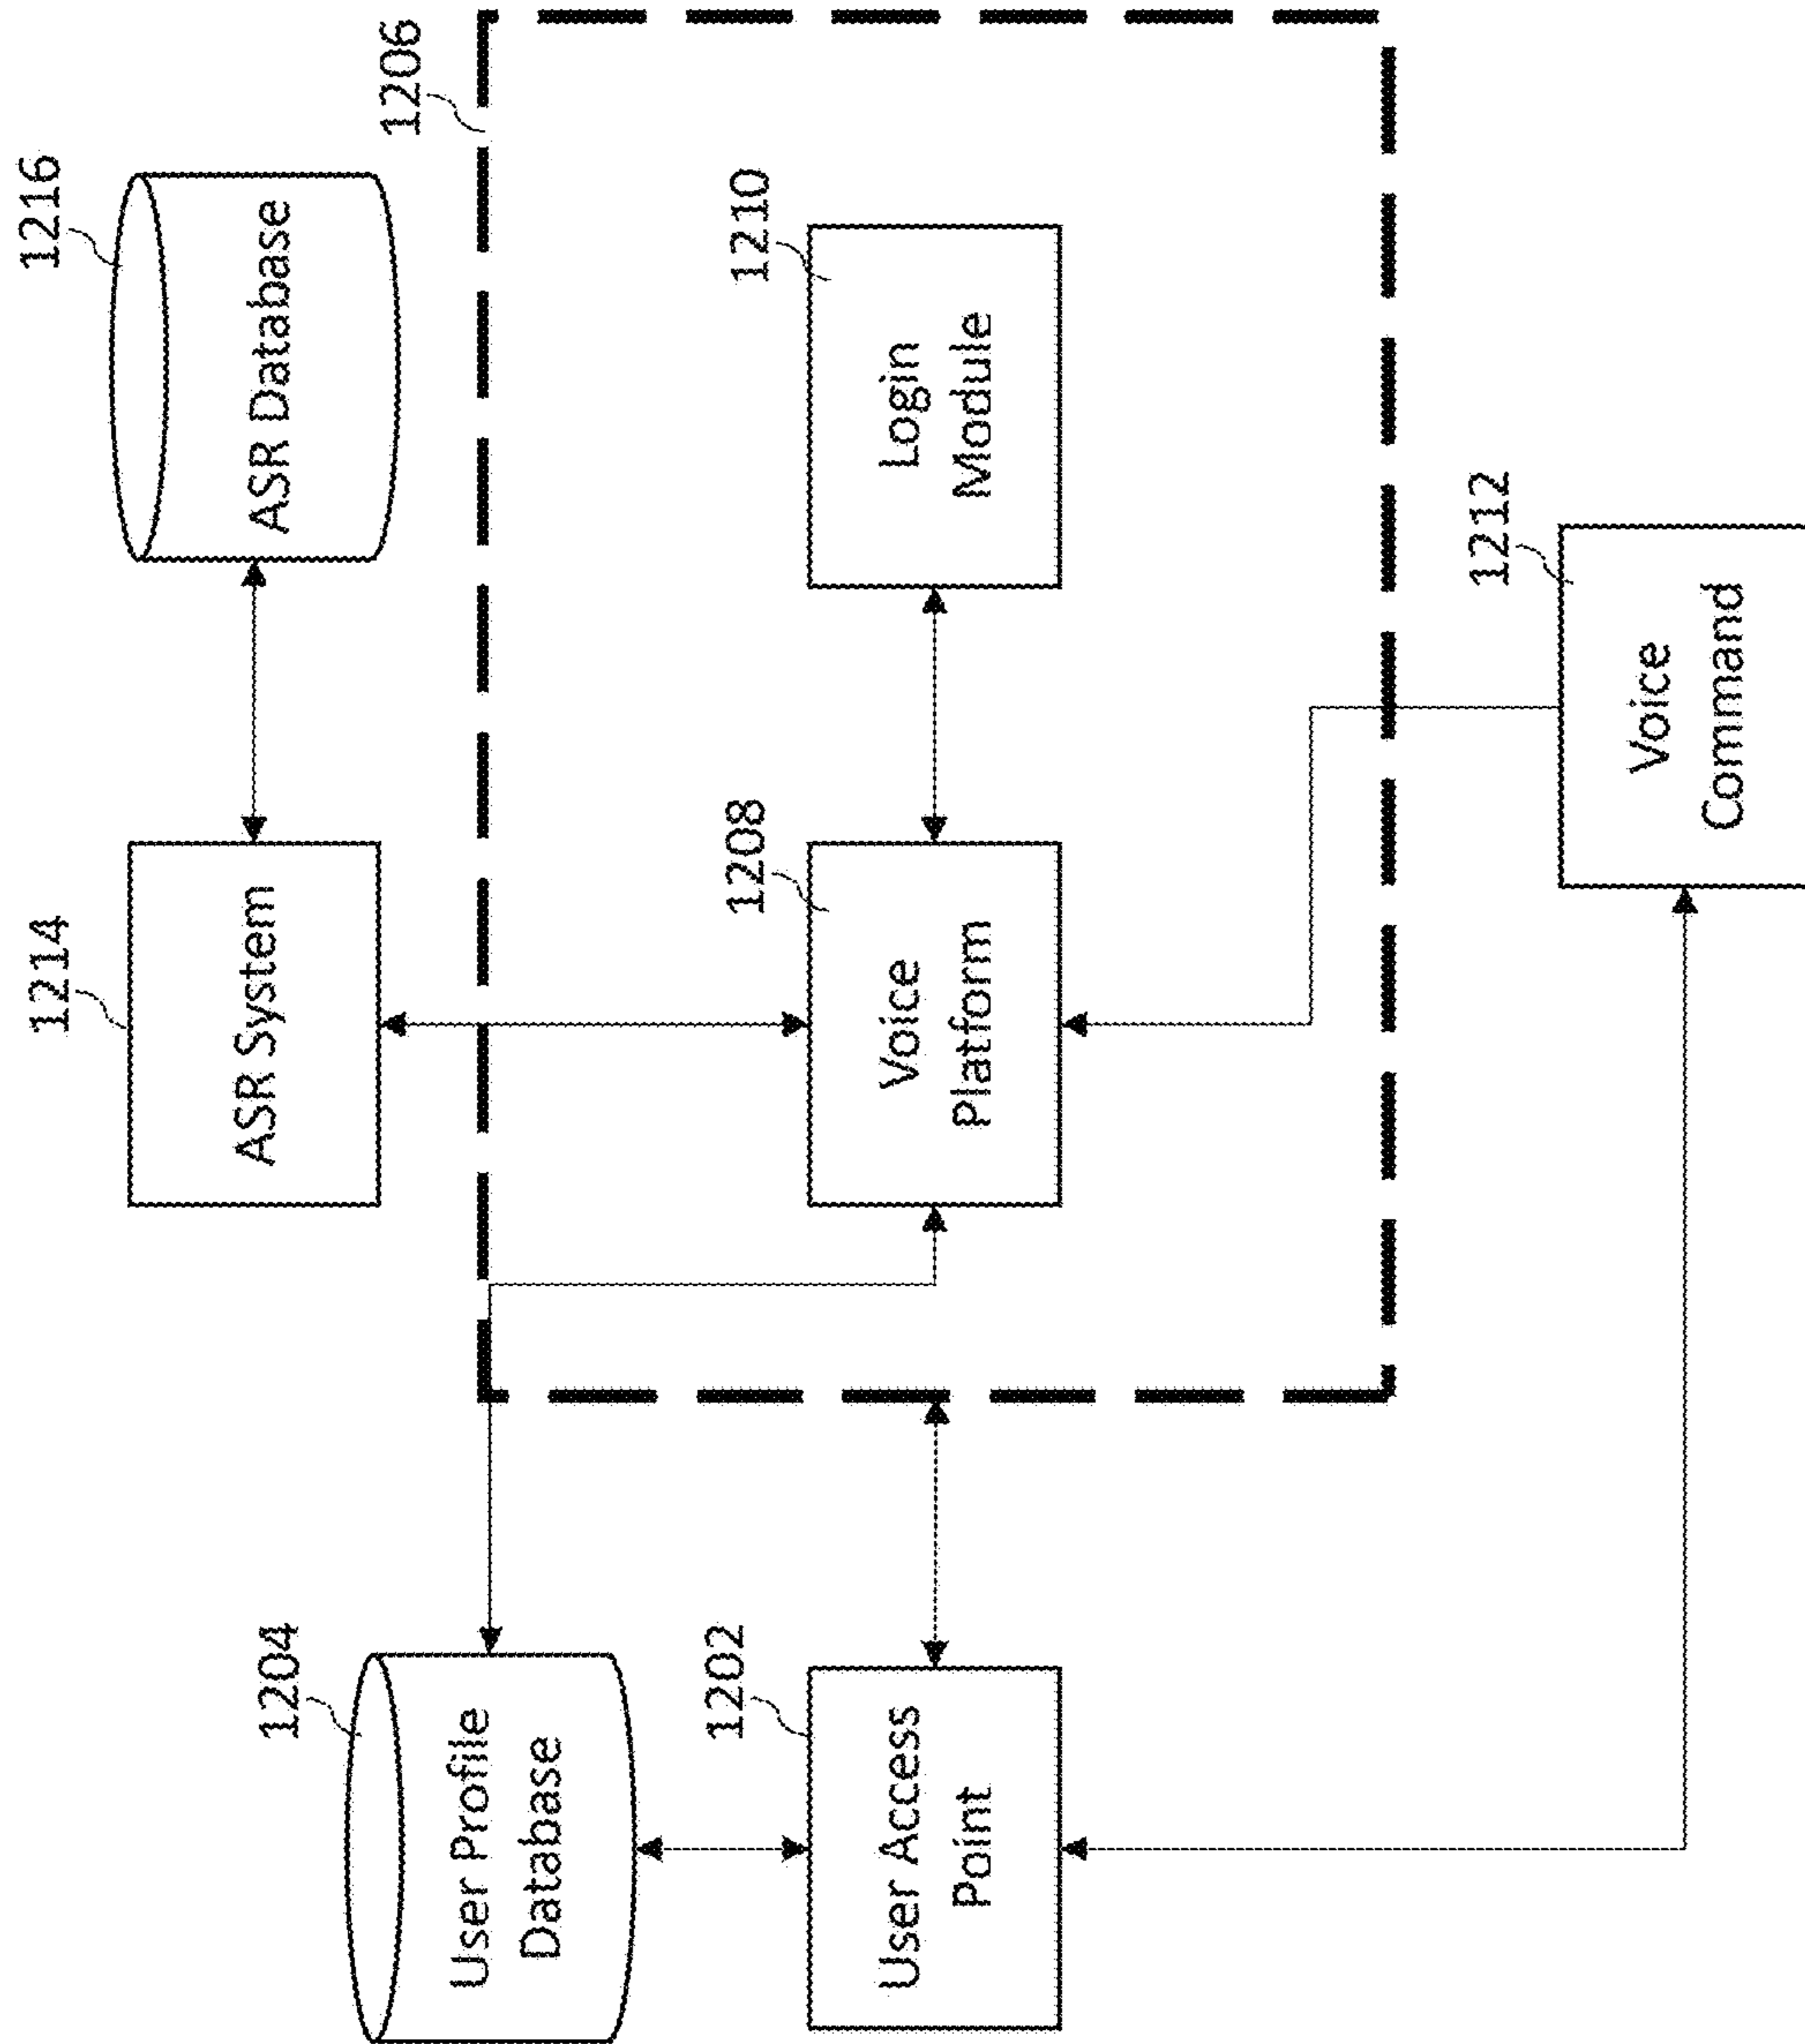 1214
ASR System
1216
ASR Database
1206
1204
User Profile
Database
1208
Voice
Platform
1210
Login
Module
1202
User Access
Point
1212
Voice
Command